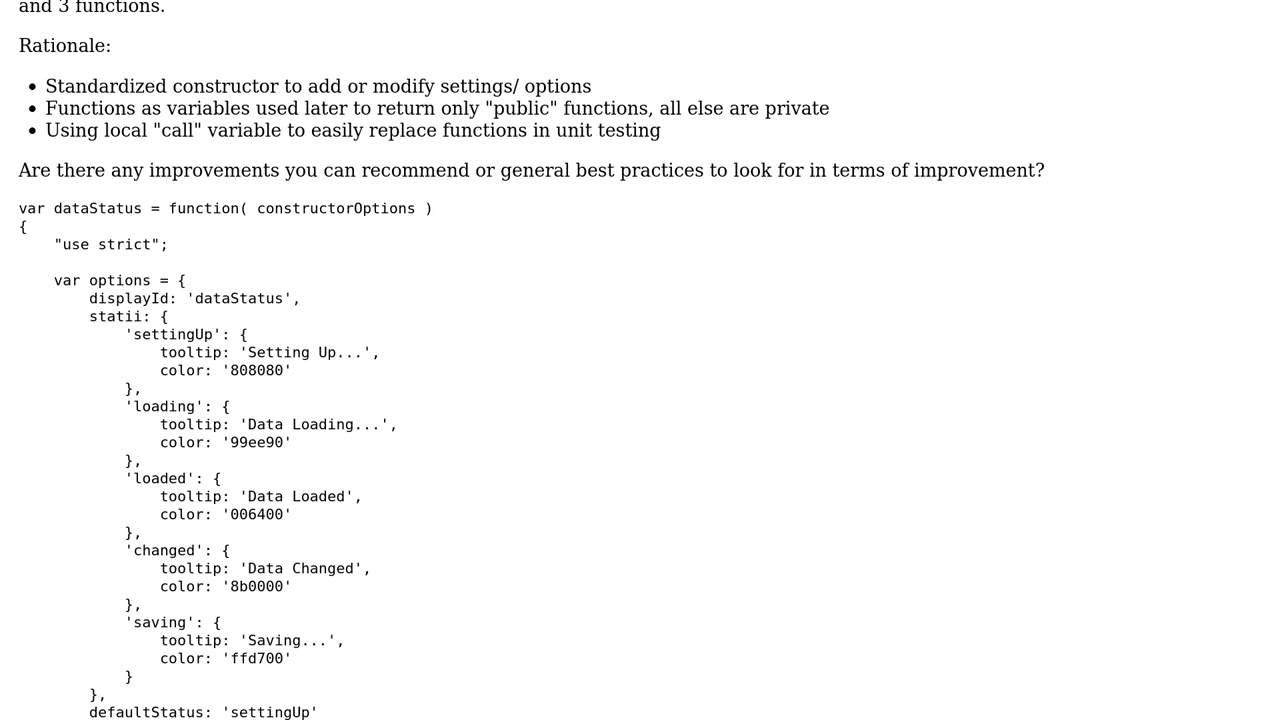 and 3 functions.
Rationale:
• Standardized constructor to add or modify settings/ options
• Functions as variables used later to return only "public" functions, all else are private
• Using local "call" variable to easily replace functions in unit testing
Are there any improvements you can recommend or general best practices to look for in terms of improvement?
var dataStatus = function( constructorOptions )
{
    "use strict";

    var options = {
        displayId: 'dataStatus',
        statii: {
            'settingUp': {
                tooltip: 'Setting Up...',
                color: '808080'
            },
            'loading': {
                tooltip: 'Data Loading...',
                color: '99ee90'
            },
            'loaded': {
                tooltip: 'Data Loaded',
                color: '006400'
            },
            'changed': {
                tooltip: 'Data Changed',
                color: '8b0000'
            },
            'saving': {
                tooltip: 'Saving...',
                color: 'ffd700'
            }
        },
        defaultStatus: 'settingUp'